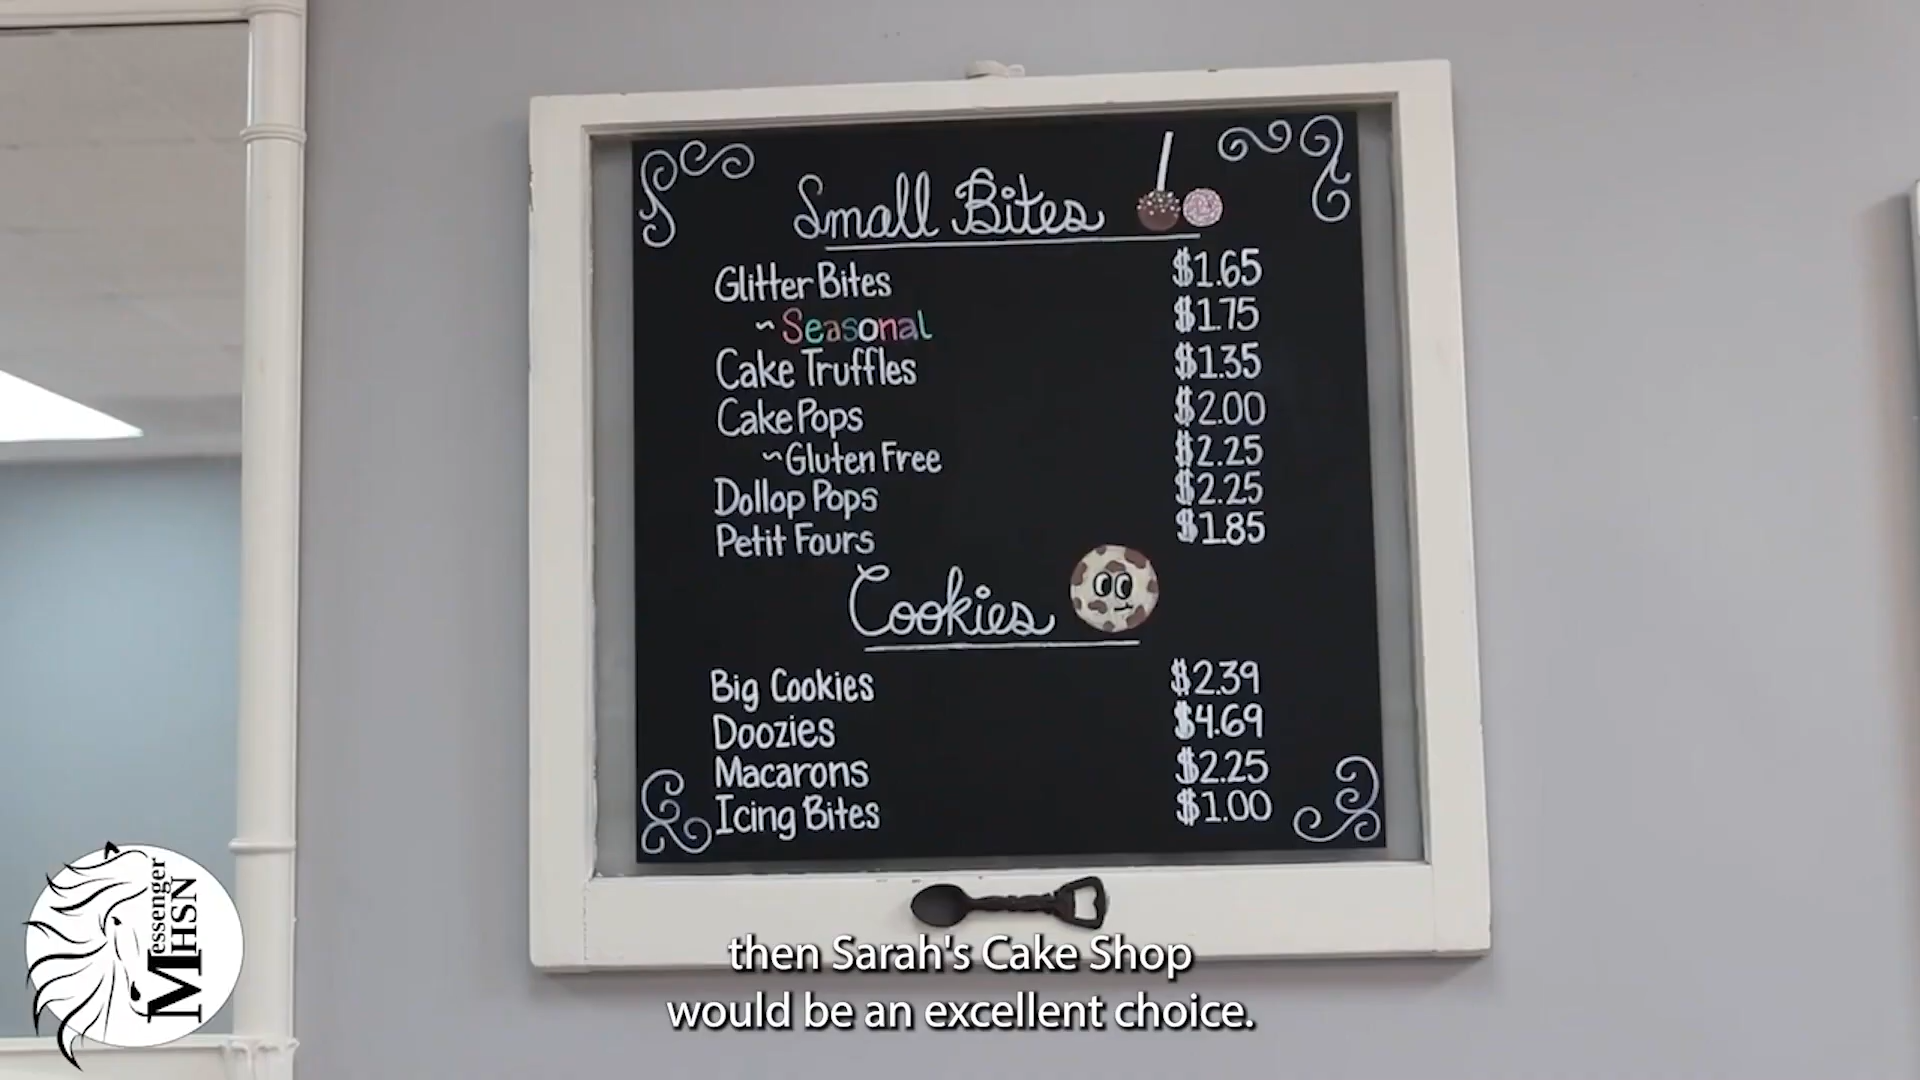 Small Bites
Glitter Bites $1.65
~Seasonal $1.75
Cake Truffles $1.35
Cake Pops $2.00
~Gluten Free $2.25
Dollop Pops $2.25
Petit Fours $1.85
Cookies
Big Cookies $2.39
Doozies $4.69
Macarons $2.25
Icing Bites $1.00
Messenger
MHSN
then Sarah's Cake Shop
would be an excellent choice.